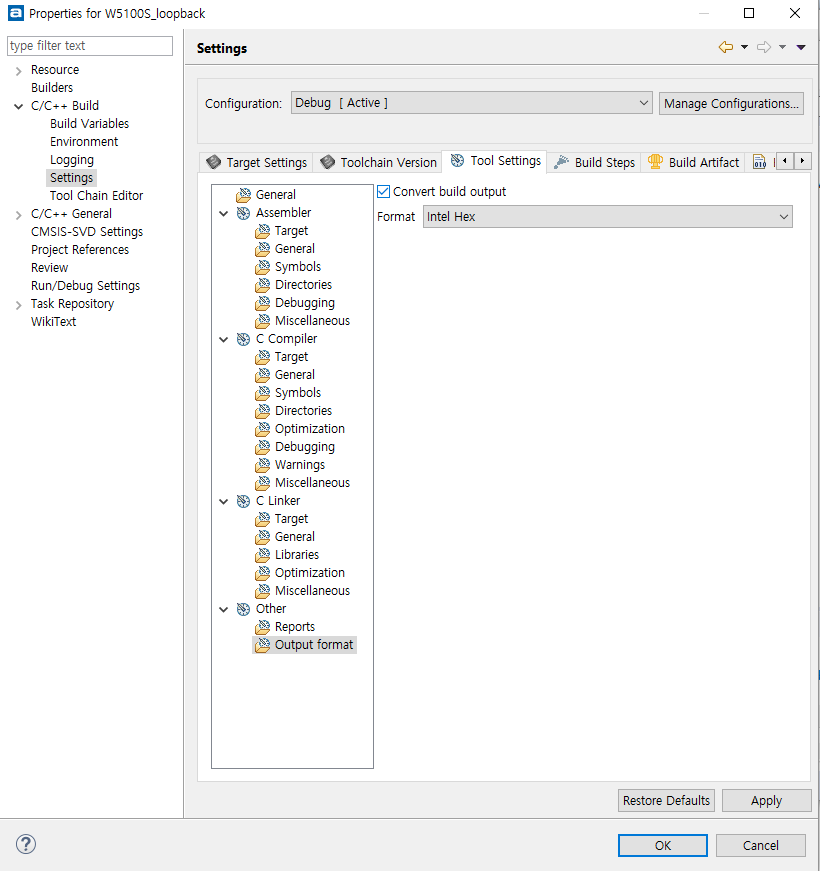 Properties for W5100S_loopback
type filter text
Resource
Builders
C/C++ Build
Build Variables
Environment
Logging
Settings
Tool Chain Editor
C/C++ General
CMSIS-SVD Settings
Project References
Review
Run/Debug Settings
Task Repository
WikiText
Settings
Configuration: Debug [ Active ] Manage Configurations...
Target Settings Toolchain Version Tool Settings Build Steps Build Artifact
General
Assembler
Target
General
Symbols
Directories
Debugging
Miscellaneous
C Compiler
Target
General
Symbols
Directories
Optimization
Debugging
Warnings
Miscellaneous
C Linker
Target
General
Libraries
Optimization
Miscellaneous
Other
Reports
Output format
Convert build output
Format Intel Hex
Restore Defaults Apply
OK Cancel